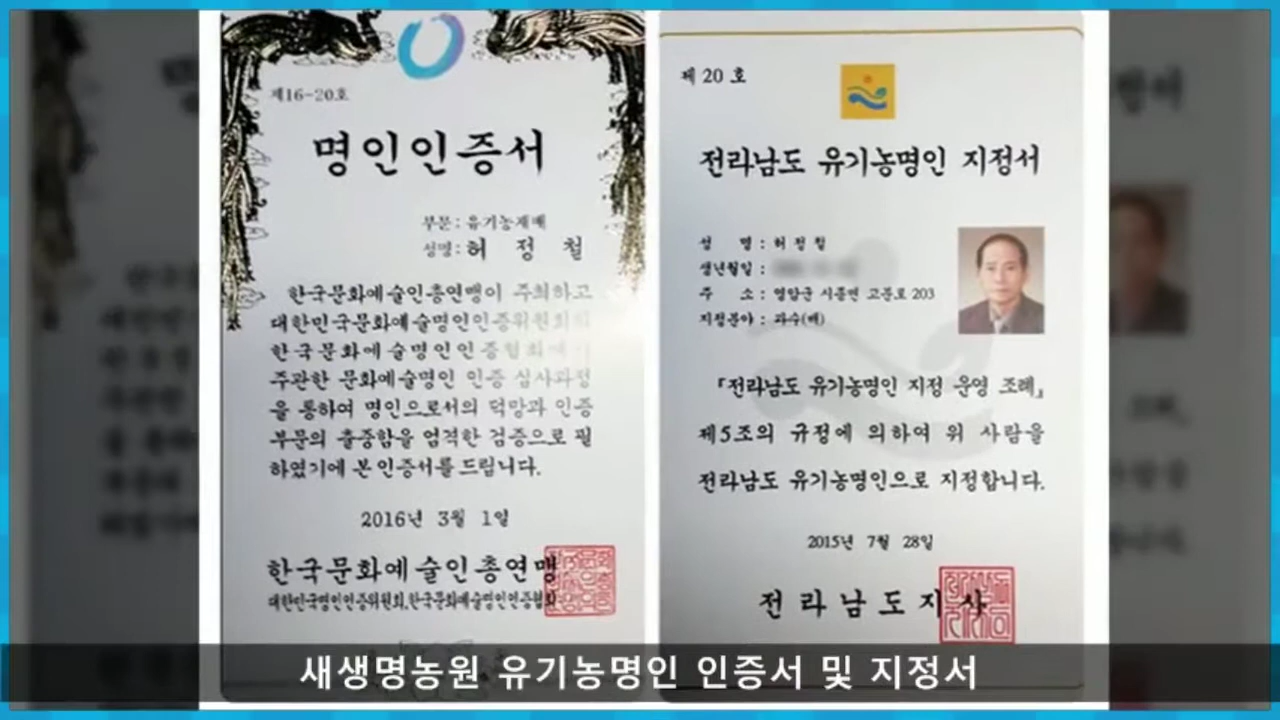 제16-20호
명인인증서
부문 : 유기농재배
성명 : 허 정 철
한국문화예술인총연맹이 주최하고
대한민국문화예술명인인증위원회와
한국문화예술명인인증협회에서
주관한 문화예술명인 인증 심사과정
을 통하여 명인으로서의 덕망과 인증
부문의 출중함을 엄격한 검증으로 필
하였기에 본 인증서를 드립니다.
2016년 3월 1일
한국문화예술인총연맹
대한민국명인인증위원회,한국문화예술명인인증협회
제 20 호
전라남도 유기농명인 지정서
성 명 : 허 정 철
생년월일 :
주 소 : 영암군 시종면 고분로 203
지정분야 : 과수(배)
『전라남도 유기농명인 지정 운영 조례』
제5조의 규정에 의하여 위 사람을
전라남도 유기농명인으로 지정합니다.
2015년 7월 28일
전 라 남 도 지 사
새생명농원 유기농명인 인증서 및 지정서